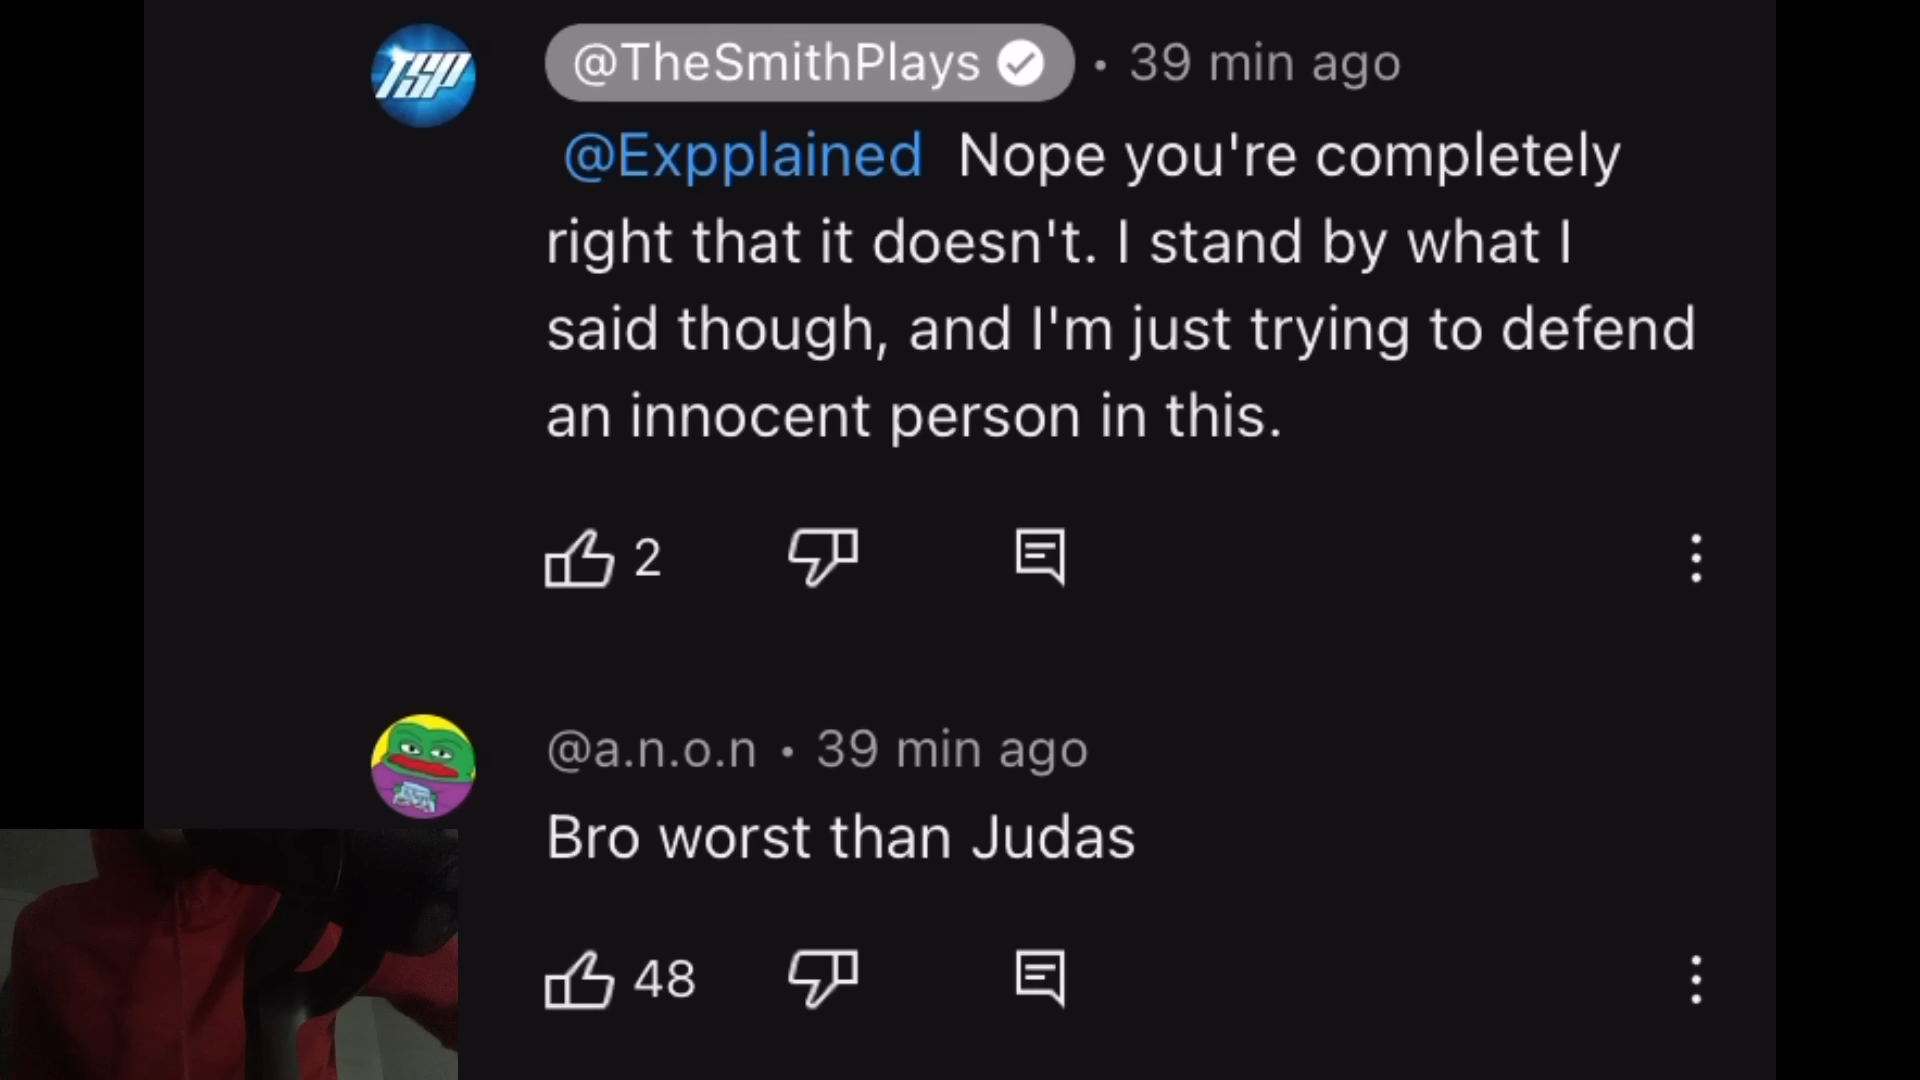 TSP
@TheSmithPlays • 39 min ago
@Expplained Nope you're completely
right that it doesn't. I stand by what I
said though, and I'm just trying to defend
an innocent person in this.
2
@a.n.o.n • 39 min ago
Bro worst than Judas
48